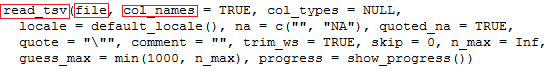 read_tsv(file, col_names = TRUE, col_types = NULL,
locale = default_locale(), na = c("", "NA"), quoted_na = TRUE,
quote = "\"", comment = "", trim_ws = TRUE, skip = 0, n_max = Inf,
guess_max = min(1000, n_max), progress = show_progress())